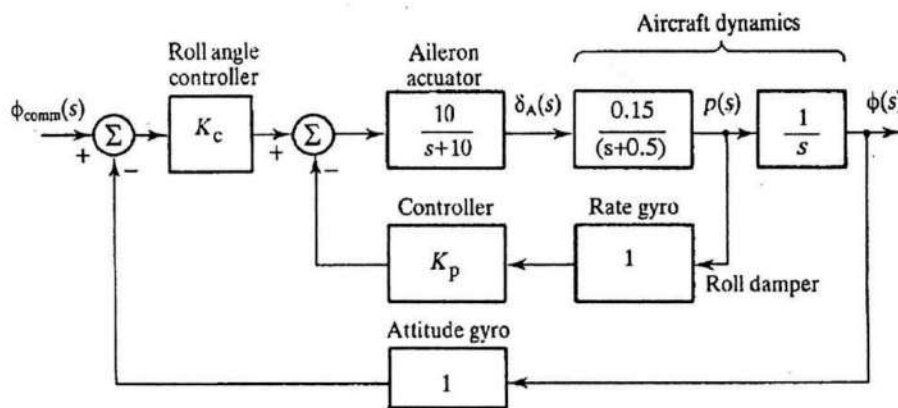 Aircraft dynamics
Roll angle
controller
Aileron
actuator
ϕcomm(s)
+
−
Σ
Kc
+
−
Σ
10
s+10
δA(s)
0.15
(s+0.5)
p(s)
1
s
ϕ(s)
Controller
Kp
Rate gyro
1
Roll damper
Attitude gyro
1